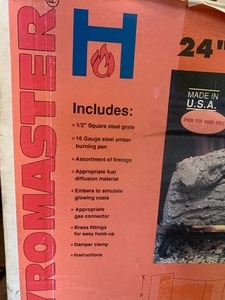 PYROMASTER
H
24"
MADE IN
U.S.A.
Includes:
• 1/2" Square steel grate
• 16 Gauge steel amber
burning pan
• Assortment of firelogs
• Appropriate fuel
diffusion material
• Embers to simulate
glowing coals
• Appropriate
gas connector
• Brass fittings
for easy hook-up
• Damper clamp
• Instructions